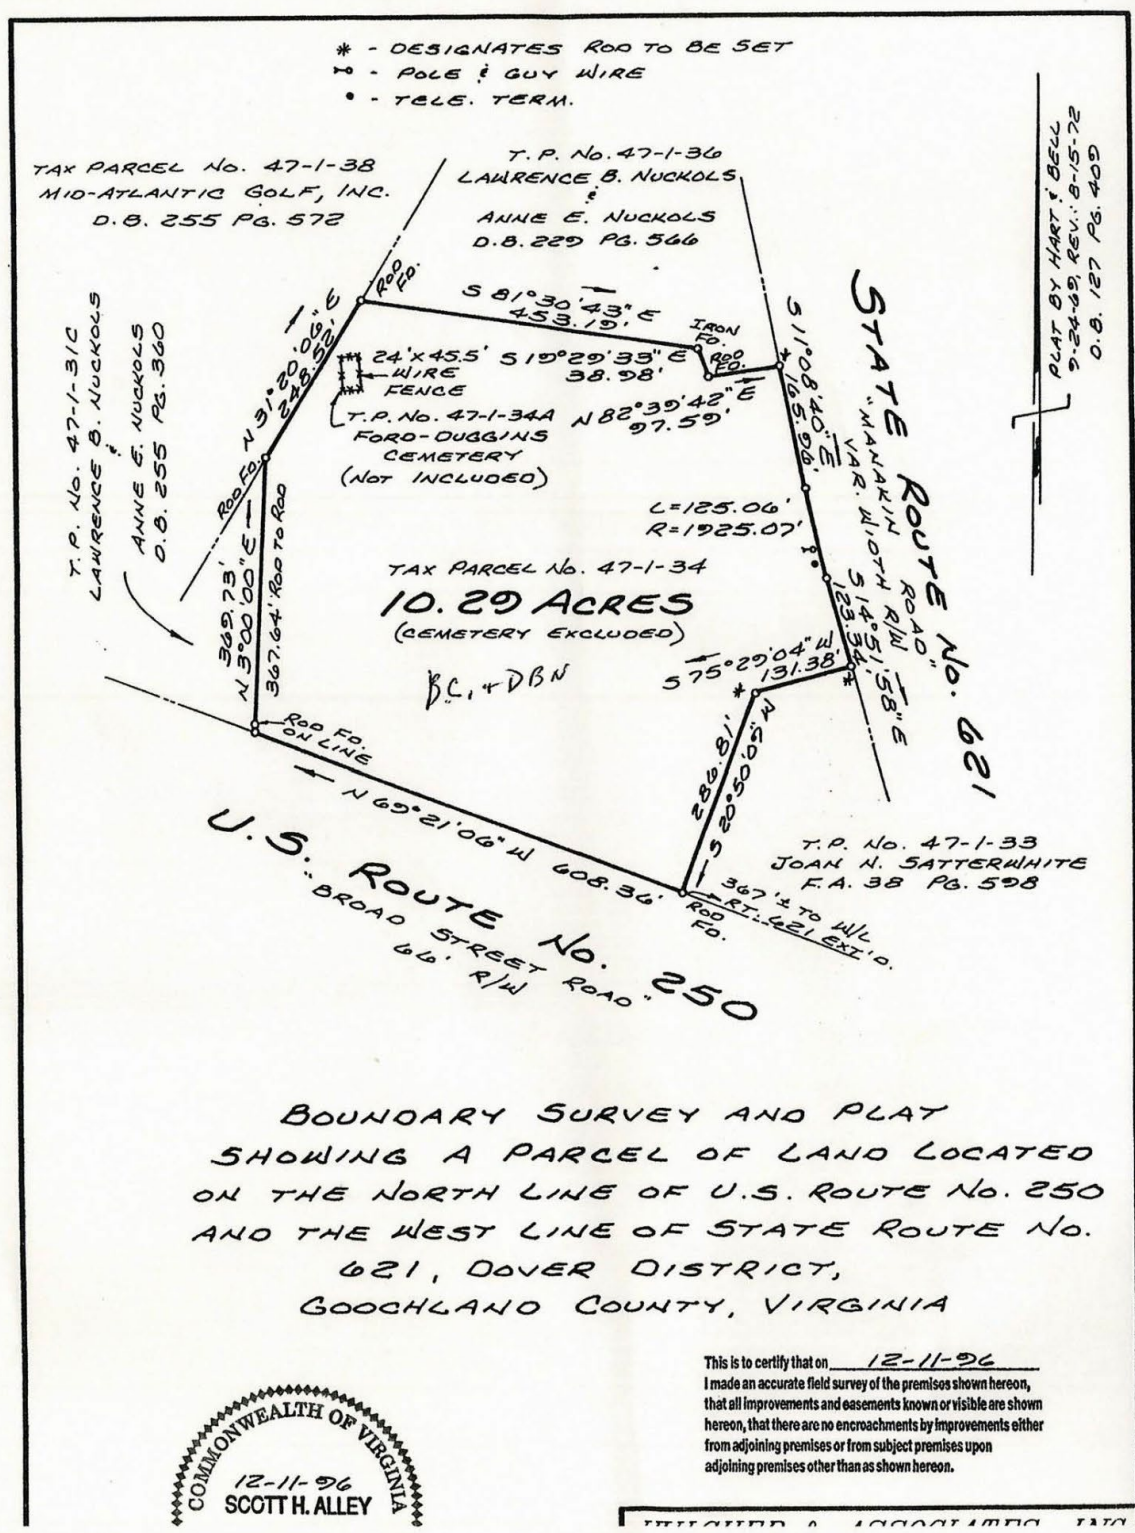 * - DESIGNATES ROD TO BE SET
- POLE & GUY WIRE
• - TELE. TERM.
TAX PARCEL No. 47-1-38
MID-ATLANTIC GOLF, INC.
D.B. 255 PG. 572
T.P. No. 47-1-36
LAWRENCE B. NUCKOLS
&
ANNE E. NUCKOLS
D.B. 229 PG. 566
PLAT BY HART & BELL
9-24-69, REV.: 8-15-72
D.B. 127 PG. 409
T.P. No. 47-1-31C
LAWRENCE B. NUCKOLS
&
ANNE E. NUCKOLS
D.B. 255 PG. 360
ROD FD.
N 31°20'06" E
248.52'
S 81°30'43" E
453.19'
IRON FD.
S 19°29'33" E
38.98'
ROD FD.
N 82°39'42" E
97.59'
24' x 45.5'
WIRE
FENCE
T.P. No. 47-1-34A
FORD-DUGGINS
CEMETERY
(NOT INCLUDED)
S 11°08'40" E
165.96'
L=125.06'
R=1925.07'
STATE ROUTE No. 621
"MANAKIN ROAD"
VAR. WIDTH R/W
S 14°51'58" E
123.34'
ROD FD.
369.73'
N 3°00'00" E
367.64' ROD TO ROD
TAX PARCEL No. 47-1-34
10.29 ACRES
(CEMETERY EXCLUDED)
S 75°29'04" W
131.38'
*
*
*
286.81'
S 20°50'09" W
ROD FD.
ON LINE
N 69°21'06" W 608.36'
U.S. ROUTE No. 250
"BROAD STREET ROAD"
66' R/W
ROD
FD.
367'± TO W/L
RT. 621 EXT'D.
T.P. No. 47-1-33
JOAN N. SATTERWHITE
F.A. 38 PG. 598
BOUNDARY SURVEY AND PLAT
SHOWING A PARCEL OF LAND LOCATED
ON THE NORTH LINE OF U.S. ROUTE No. 250
AND THE WEST LINE OF STATE ROUTE No.
621, DOVER DISTRICT,
GOOCHLAND COUNTY, VIRGINIA
This is to certify that on 12-11-96
I made an accurate field survey of the premises shown hereon,
that all improvements and easements known or visible are shown
hereon, that there are no encroachments by improvements either
from adjoining premises or from subject premises upon
adjoining premises other than as shown hereon.
COMMONWEALTH OF VIRGINIA
12-11-96
SCOTT H. ALLEY